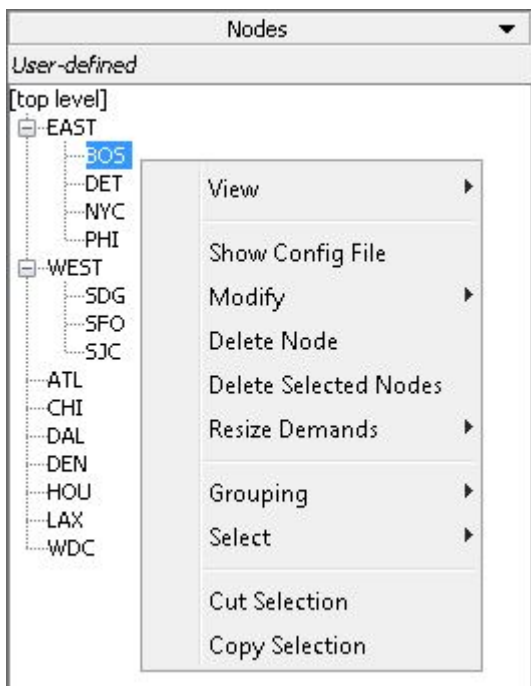 Nodes
User-defined
[top level]
EAST
BOS
DET
NYC
PHI
WEST
SDG
SFO
SJC
ATL
CHI
DAL
DEN
HOU
LAX
WDC
View
Show Config File
Modify
Delete Node
Delete Selected Nodes
Resize Demands
Grouping
Select
Cut Selection
Copy Selection